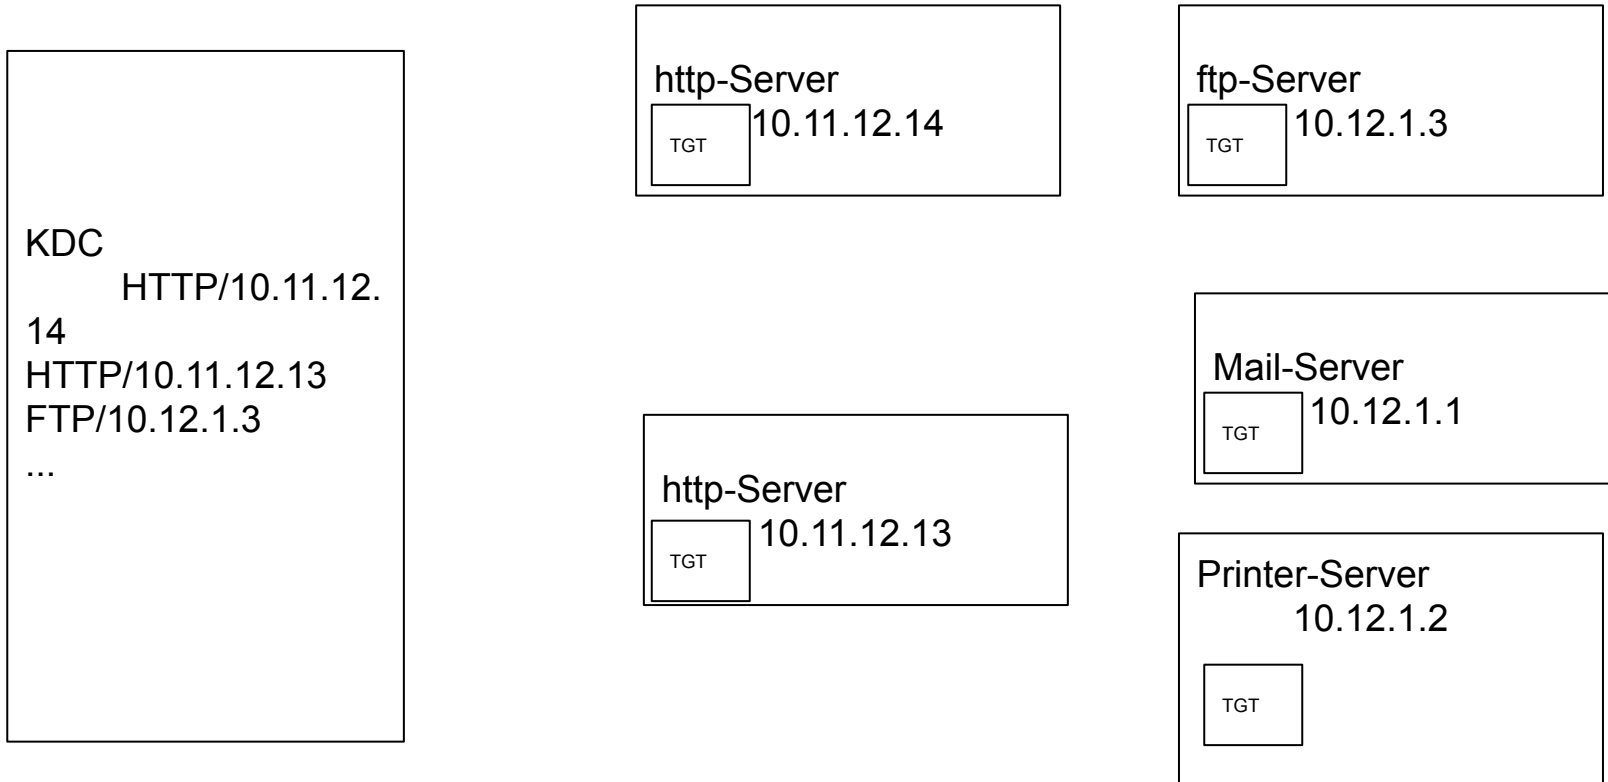 KDC
HTTP/10.11.12.
14
HTTP/10.11.12.13
FTP/10.12.1.3
...
http-Server
10.11.12.14
TGT
http-Server
10.11.12.13
TGT
ftp-Server
10.12.1.3
TGT
Mail-Server
10.12.1.1
TGT
Printer-Server
10.12.1.2
TGT